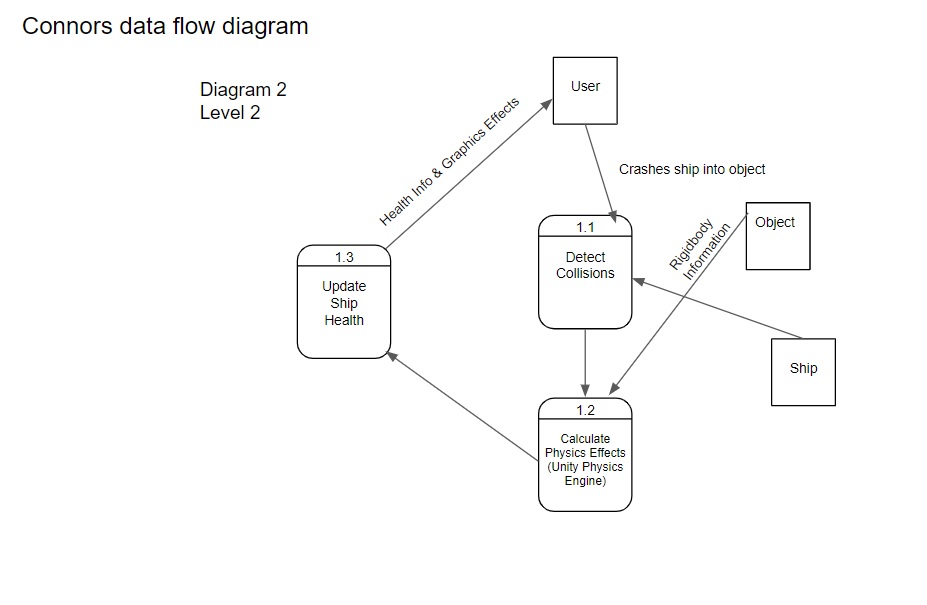 Connors data flow diagram
Diagram 2
Level 2
User
Health Info & Graphics Effects
Crashes ship into object
Object
Rigidbody
Information
1.1
Detect
Collisions
1.3
Update
Ship
Health
Ship
1.2
Calculate
Physics Effects
(Unity Physics
Engine)